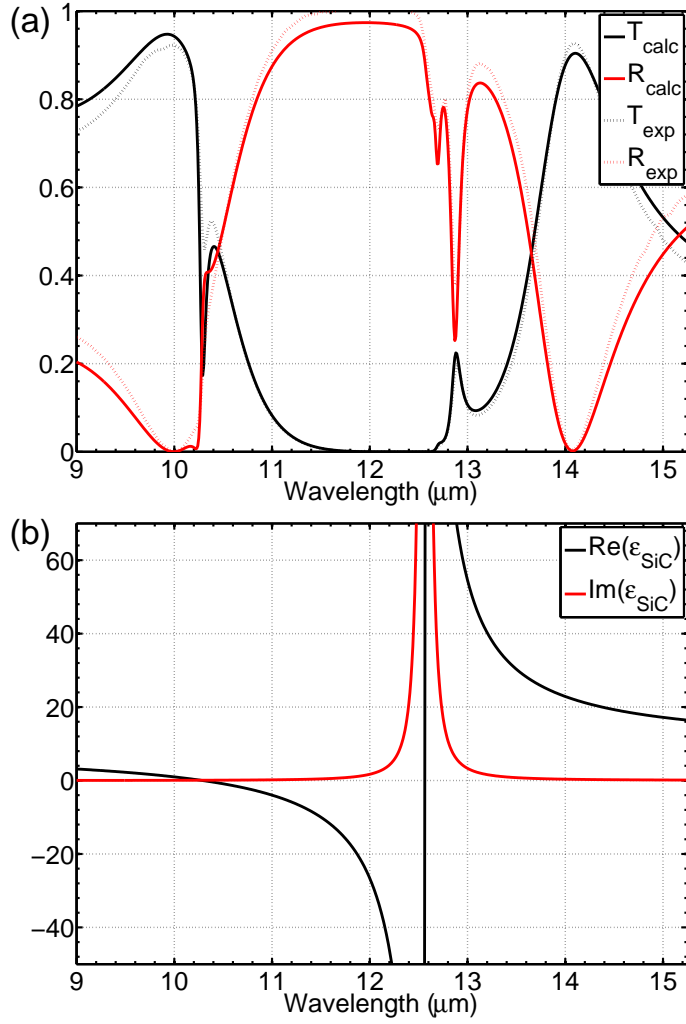 (a)
1
0.8
0.6
0.4
0.2
0
T_calc
R_calc
T_exp
R_exp
9 10 11 12 13 14 15
Wavelength (μm)
(b)
60
40
20
0
−20
−40
Re(ε_SiC)
Im(ε_SiC)
9 10 11 12 13 14 15
Wavelength (μm)